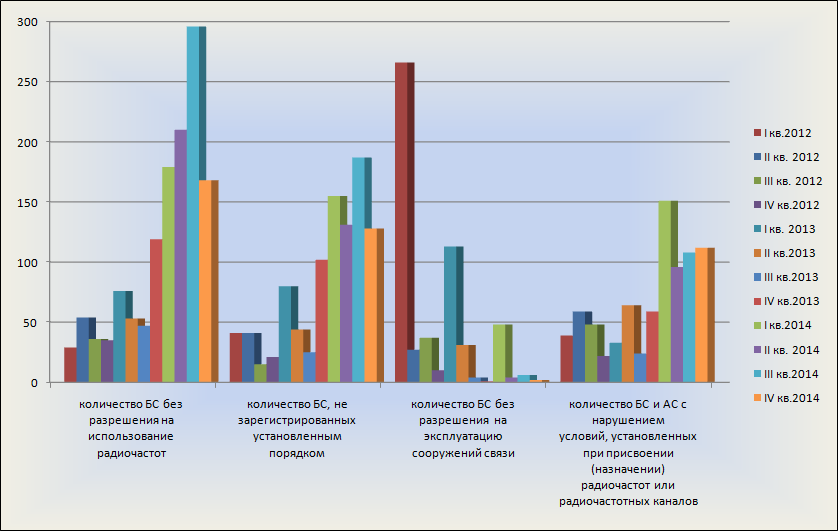 300
250
200
150
100
50
0
количество БС без
разрешения на
использование
радиочастот
количество БС, не
зарегистрированных
установленным
порядком
количество БС без
разрешения на
эксплуатацию
сооружений связи
количество БС и АС с
нарушением
условий, установленных
при присвоении
(назначении)
радиочастот или
радиочастотных каналов
I кв.2012
II кв. 2012
III кв. 2012
IV кв.2012
I кв. 2013
II кв.2013
III кв.2013
IV кв.2013
I кв.2014
II кв. 2014
III кв.2014
IV кв.2014